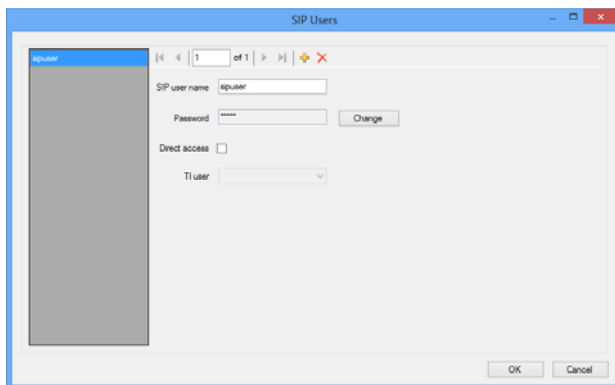 SIP Users
sipuser
1 of 1
SIP user name sipuser
Password ***** Change
Direct access
TI user
OK Cancel